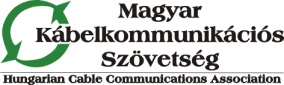 Magyar
Kábelkommunikációs
Szövetség
Hungarian Cable Communications Association